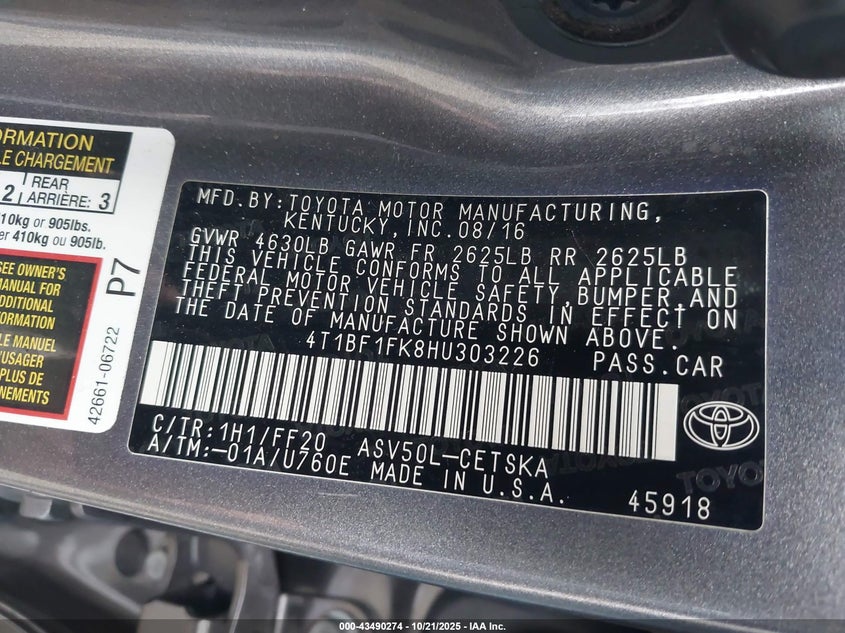 ORMATION
LE CHARGEMENT
2 REAR ARRIÈRE: 3
10kg or 905lbs.
er 410kg ou 905lb.
SEE OWNER'S
MANUAL FOR
ADDITIONAL
FORMATION
LE MANUEL
'USAGER
PLUS DE
GNEMENTS
P7
42661-06722
MFD.BY:TOYOTA MOTOR MANUFACTURING,
KENTUCKY,INC.08/16
GVWR 4630LB GAWR FR 2625LB RR 2625LB
THIS VEHICLE CONFORMS TO ALL APPLICABLE
FEDERAL MOTOR VEHICLE SAFETY,BUMPER,AND
THEFT PREVENTION STANDARDS IN EFFECT ON
THE DATE OF MANUFACTURE SHOWN ABOVE.
4T1BF1FK8HU303226 PASS.CAR
C/TR:1H1/FF20 ASV50L-CETSKA
A/TM:-01A/U760E MADE IN U.S.A.
45918
TOYOTA
000-43490274 - 10/21/2025 - IAA Inc.